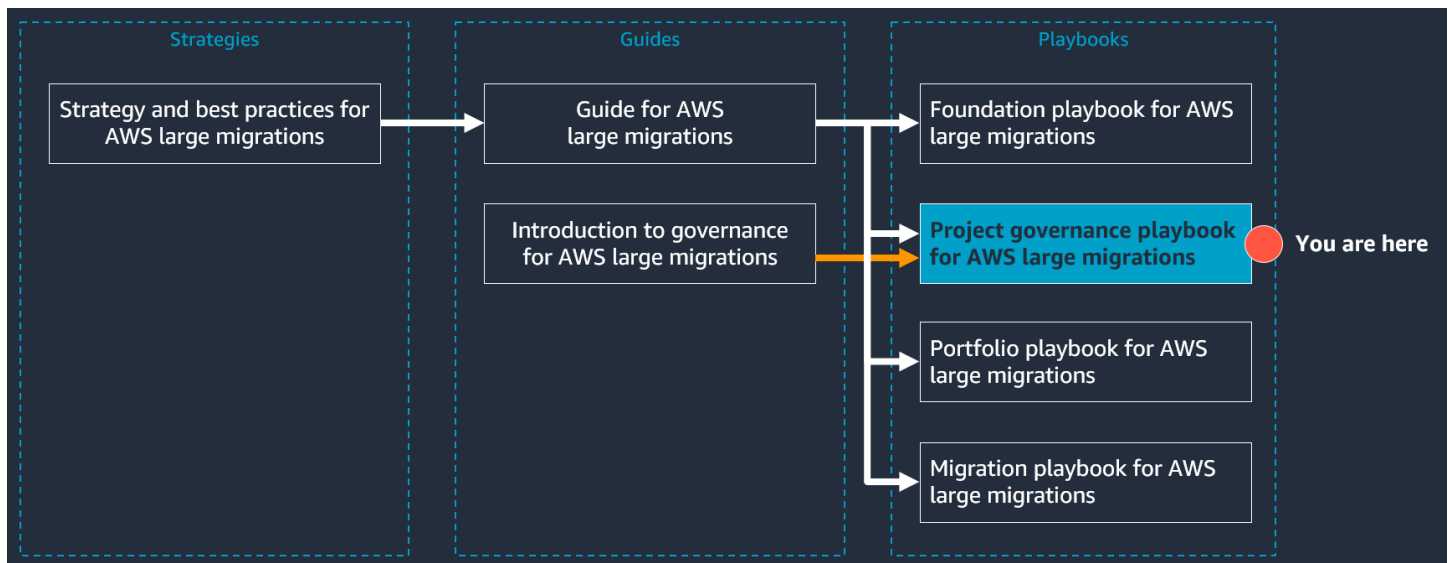 Strategies
Guides
Playbooks
Strategy and best practices for
AWS large migrations
Guide for AWS
large migrations
Foundation playbook for AWS
large migrations
Introduction to governance
for AWS large migrations
Project governance playbook
for AWS large migrations
You are here
Portfolio playbook for AWS
large migrations
Migration playbook for AWS
large migrations